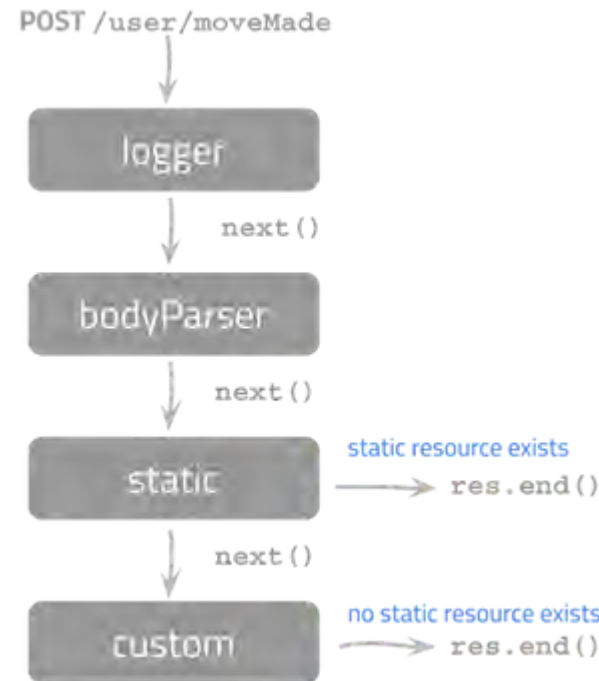 POST /user/moveMade
logger
next()
bodyParser
next()
static
static resource exists
res.end()
next()
custom
no static resource exists
res.end()